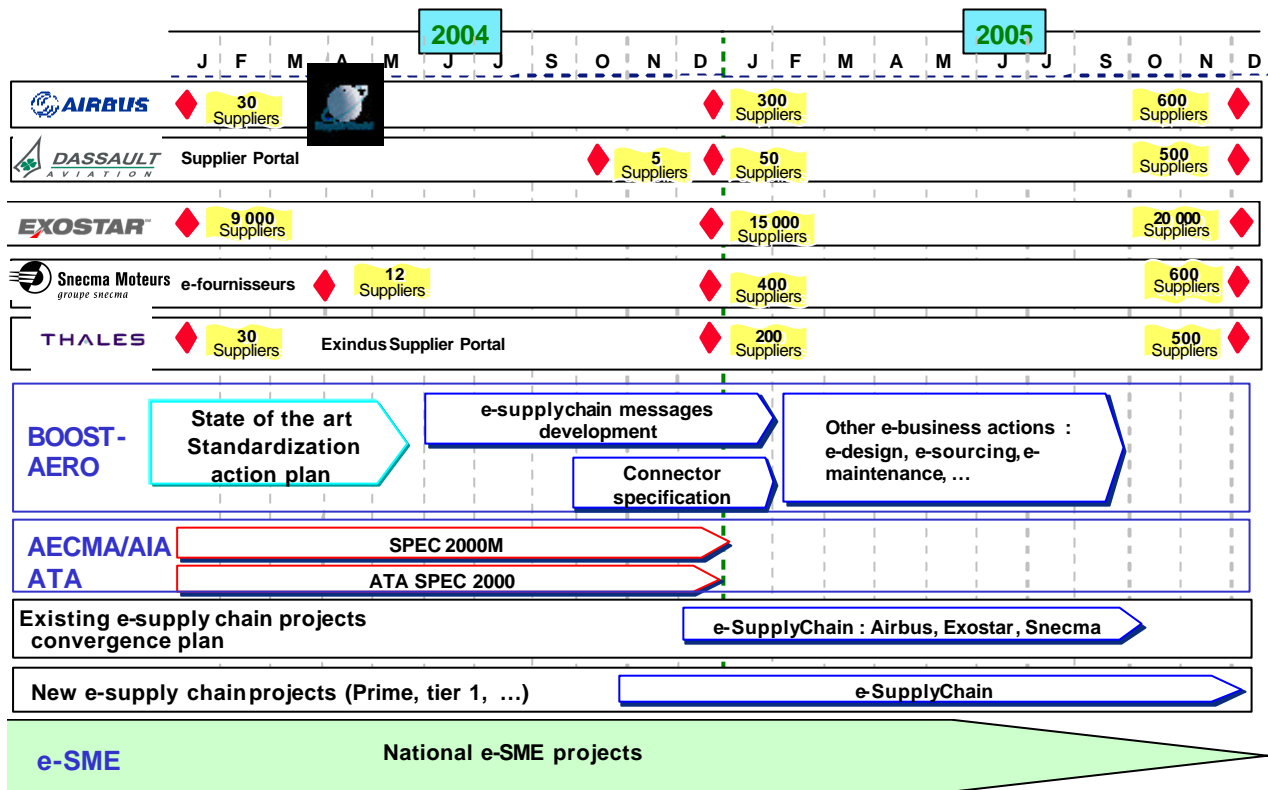 2004
2005
J F M A M J J S O N D J F M A M J J S O N D
AIRBUS
30
Suppliers
300
Suppliers
600
Suppliers
DASSAULT
AVIATION
Supplier Portal
5
Suppliers
50
Suppliers
500
Suppliers
EXOSTAR™
9 000
Suppliers
15 000
Suppliers
20 000
Suppliers
Snecma Moteurs
groupe snecma
e-fournisseurs
12
Suppliers
400
Suppliers
600
Suppliers
THALES
30
Suppliers
Exindus Supplier Portal
200
Suppliers
500
Suppliers
BOOST-
AERO
State of the art
Standardization
action plan
e-supplychain messages
development
Connector
specification
Other e-business actions :
e-design, e-sourcing, e-
maintenance, …
AECMA/AIA
ATA
SPEC 2000M
ATA SPEC 2000
Existing e-supply chain projects
convergence plan
e-SupplyChain : Airbus, Exostar, Snecma
New e-supply chain projects (Prime, tier 1, …)
e-SupplyChain
e-SME
National e-SME projects